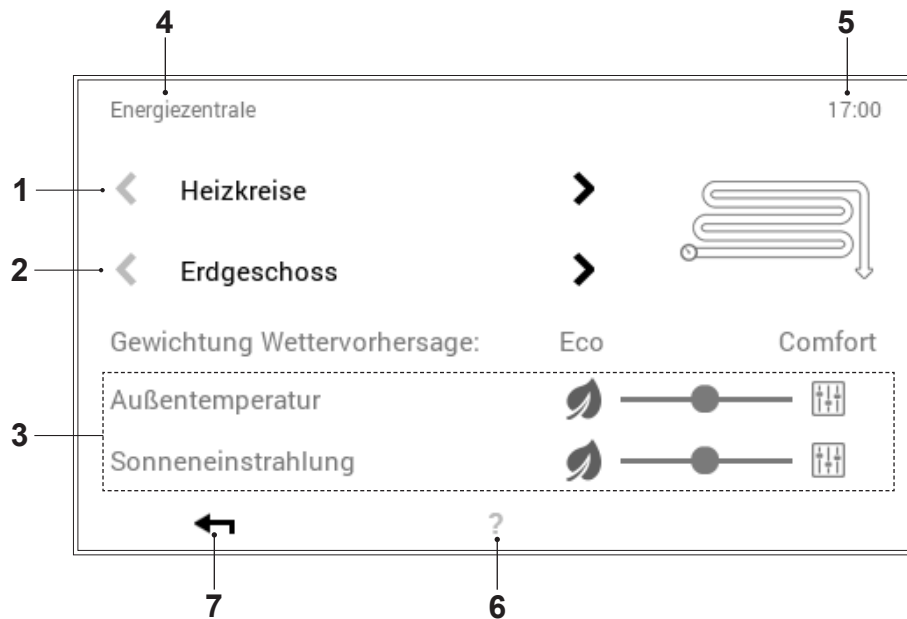 4 5
Energiezentrale 17:00
1 Heizkreise
2 Erdgeschoss
Gewichtung Wettervorhersage: Eco Comfort
3 Außentemperatur
Sonneneinstrahlung
?
7 6